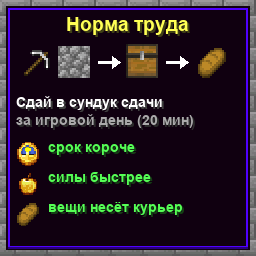 Норма труда
Сдай в сундук сдачи
за игровой день (20 мин)
срок короче
силы быстрее
вещи несёт курьер